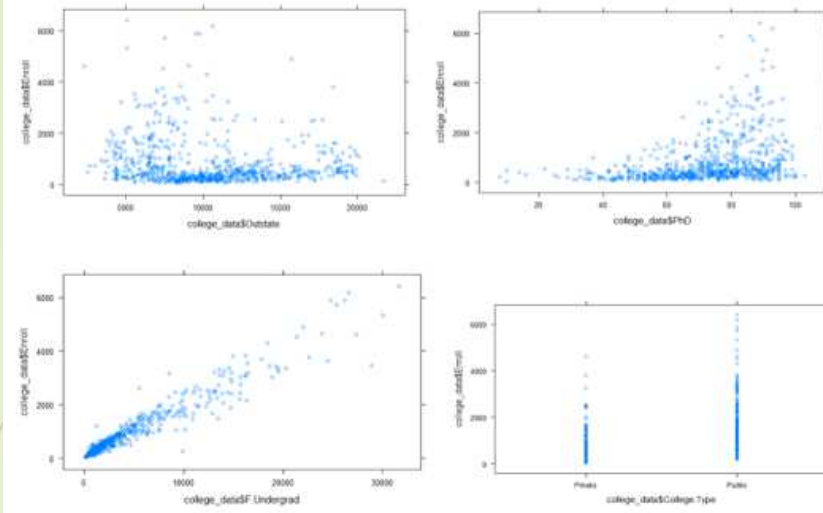 6000
4000
2000
0
college_data$Enroll
5000 10000 15000 20000
college_data$Outstate
6000
4000
2000
0
college_data$Enroll
20 40 60 80 100
college_data$PhD
6000
4000
2000
0
college_data$Enroll
0 10000 20000 30000
college_data$F.Undergrad
6000
4000
2000
0
college_data$Enroll
Private Public
college_data$College.Type